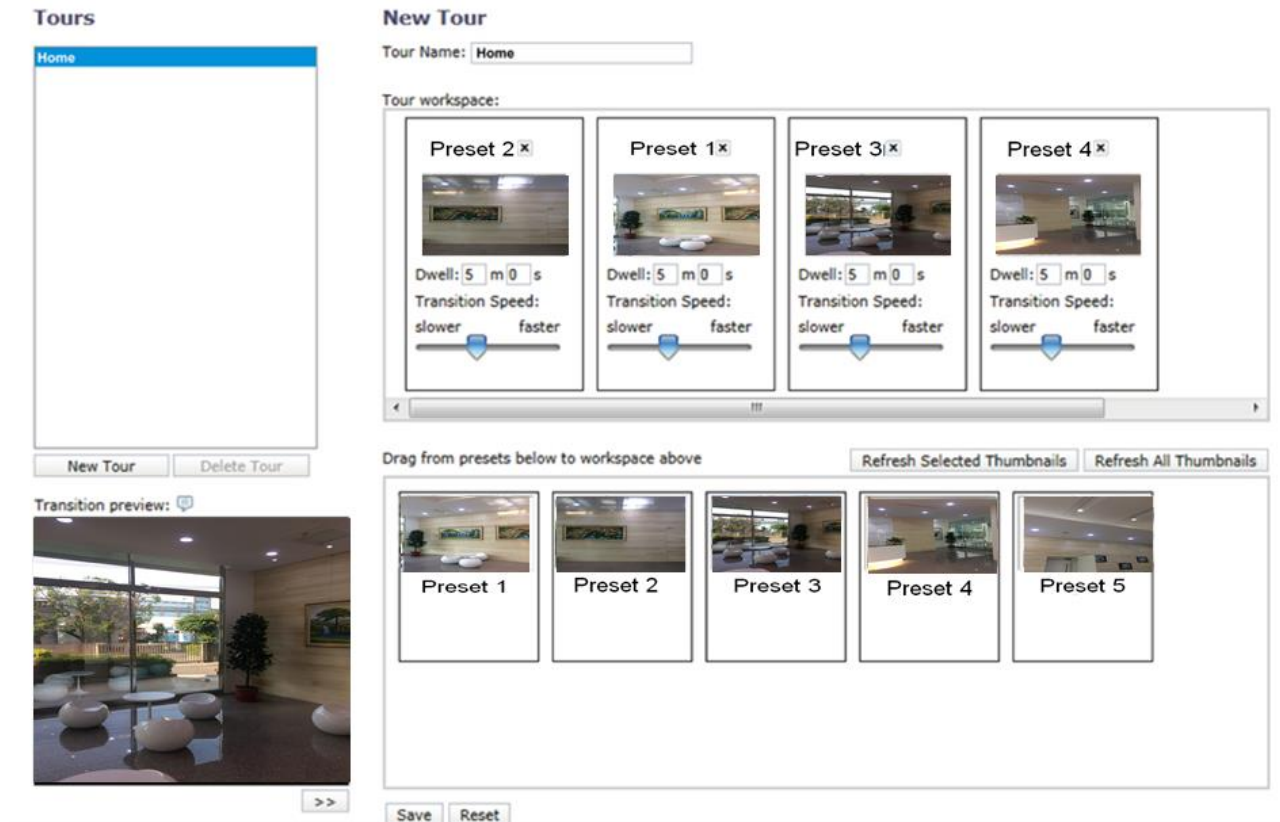 Tours
Home
New Tour
Delete Tour
Transition preview:
>>
New Tour
Tour Name: Home
Tour workspace:
Preset 2 x
Dwell: 5 m 0 s
Transition Speed:
slower faster
Preset 1 x
Dwell: 5 m 0 s
Transition Speed:
slower faster
Preset 3 x
Dwell: 5 m 0 s
Transition Speed:
slower faster
Preset 4 x
Dwell: 5 m 0 s
Transition Speed:
slower faster
Drag from presets below to workspace above
Refresh Selected Thumbnails
Refresh All Thumbnails
Preset 1
Preset 2
Preset 3
Preset 4
Preset 5
Save
Reset